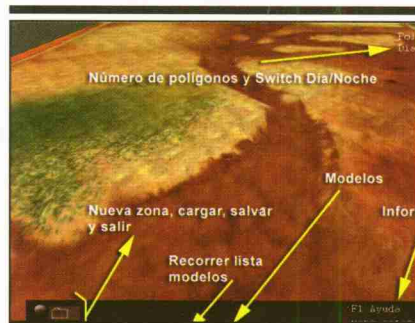 Número de polígonos y Switch Día/Noche
Modelos
Nueva zona, cargar, salvar
y salir
Infor
Recorrer lista
modelos
F1 Ayuda